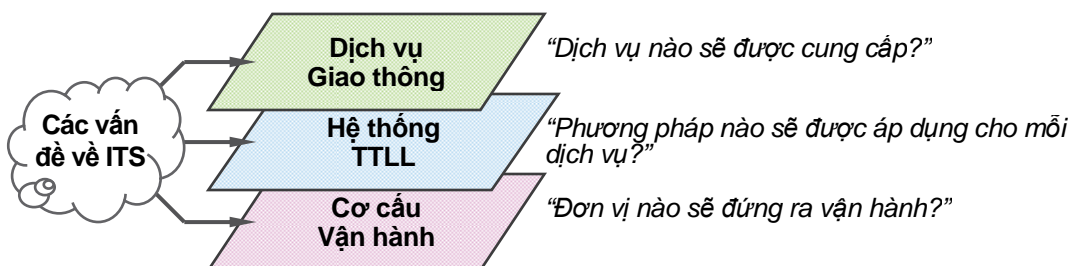 Dịch vụ
Giao thông
“Dịch vụ nào sẽ được cung cấp?”
Các vấn
đề về ITS
Hệ thống
TTLL
“Phương pháp nào sẽ được áp dụng cho mỗi
dịch vụ?”
Cơ cấu
Vận hành
“Đơn vị nào sẽ đứng ra vận hành?”